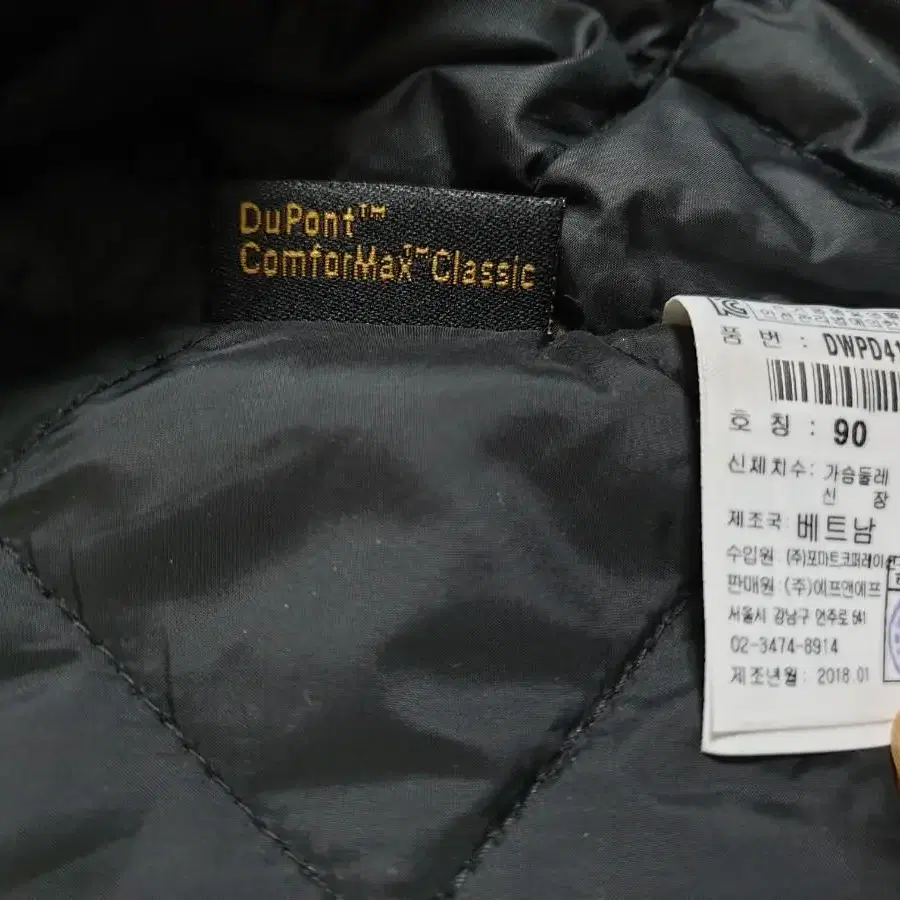 DuPont™
ComforMax™Classic
품 번 : DWPD41
호 칭 : 90
신체치수: 가슴둘레
신 장
제조국: 베트남
수입원: (주)포마트코퍼레이션
판매원: (주)에프앤에프
서울시 강남구 언주로 541
02-3474-8914
제조년월: 2018.01